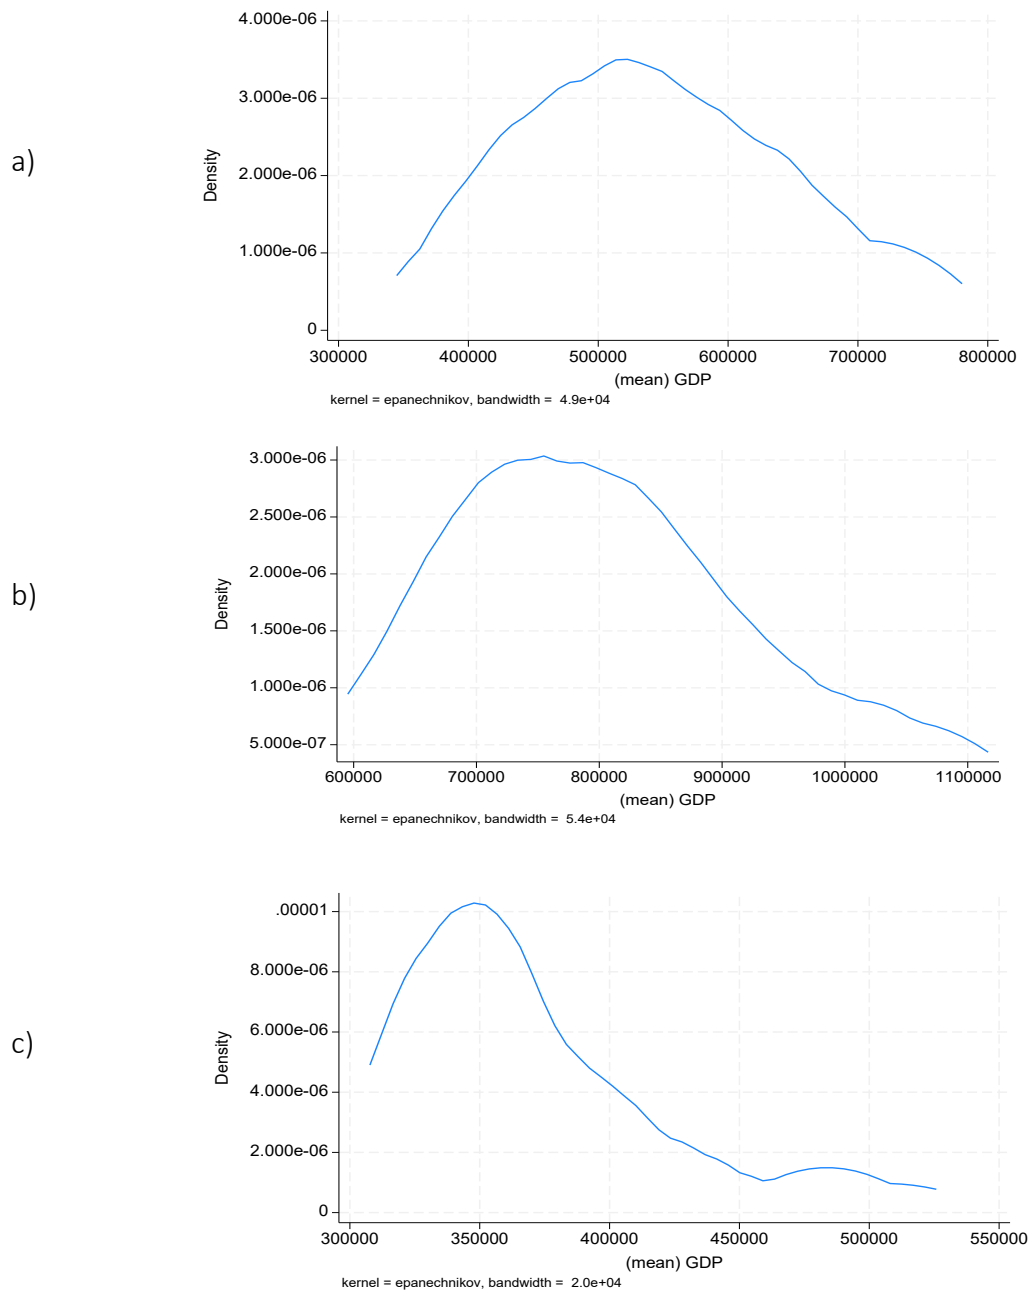 a)
Density
4.000e-06
3.000e-06
2.000e-06
1.000e-06
0
300000 400000 500000 600000 700000 800000
(mean) GDP
kernel = epanechnikov, bandwidth = 4.9e+04
b)
Density
3.000e-06
2.500e-06
2.000e-06
1.500e-06
1.000e-06
5.000e-07
600000 700000 800000 900000 1000000 1100000
(mean) GDP
kernel = epanechnikov, bandwidth = 5.4e+04
c)
Density
.00001
8.000e-06
6.000e-06
4.000e-06
2.000e-06
0
300000 350000 400000 450000 500000 550000
(mean) GDP
kernel = epanechnikov, bandwidth = 2.0e+04